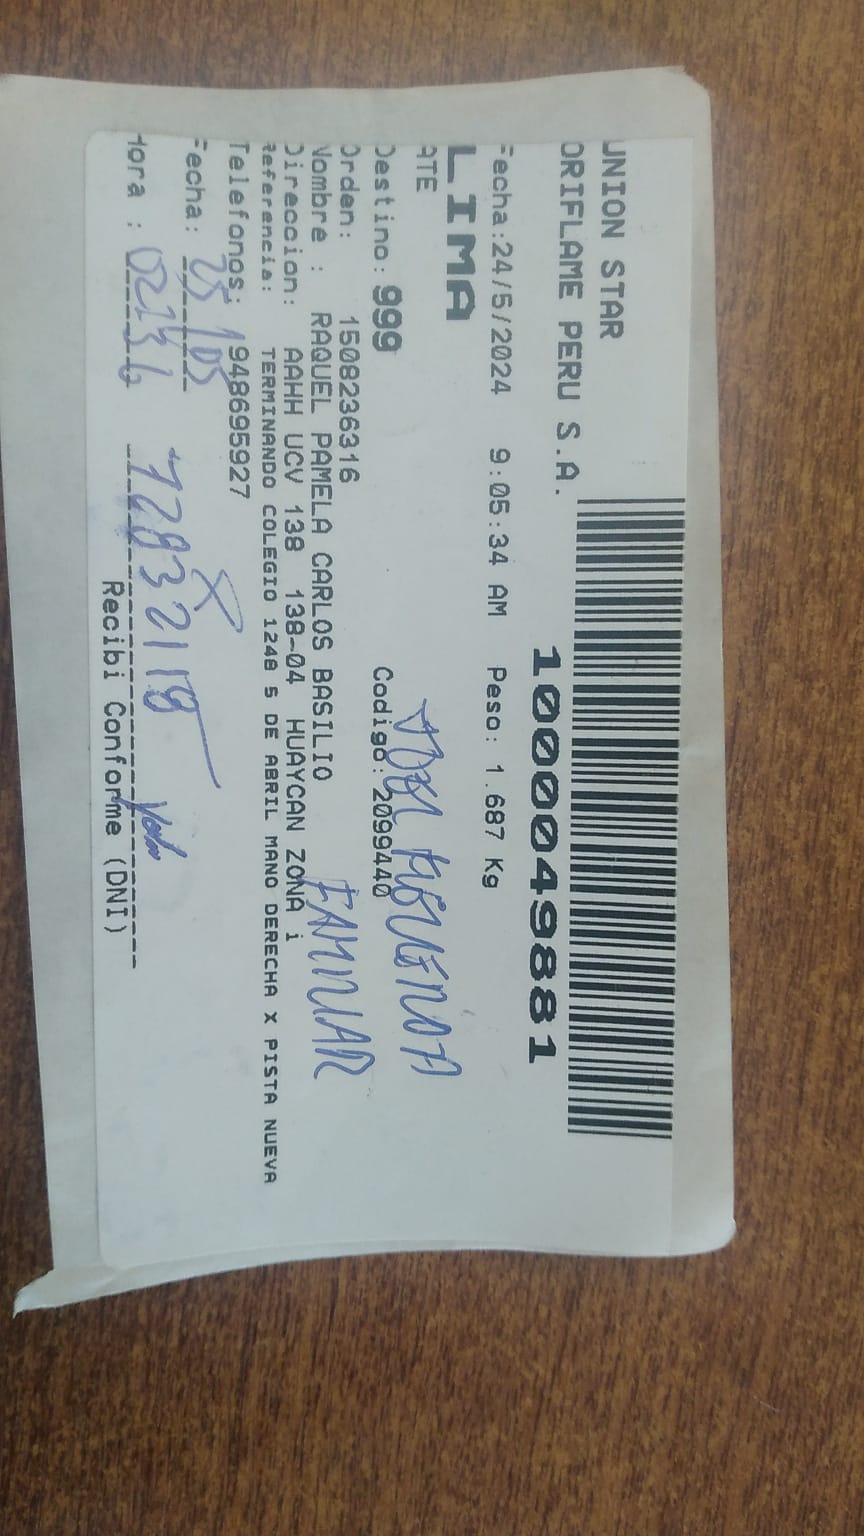 UNION STAR
ORIFLAME PERU S.A.
1000049881
Fecha:24/5/2024 9:05:34 AM Peso: 1.687 Kg
LIMA
ATE
Destino: 999 Codigo: 2099440
Orden: 1508236316
FAMILIAR
Nombre : RAQUEL PAMELA CARLOS BASILIO
Direccion: AAHH UCV 138 138-04 HUAYCAN ZONA i
Referencia: TERMINANDO COLEGIO 1248 5 DE ABRIL MANO DERECHA X PISTA NUEVA
Telefonos: 948695927
Fecha: 25/05
Hora :
Recibi Conforme (DNI)